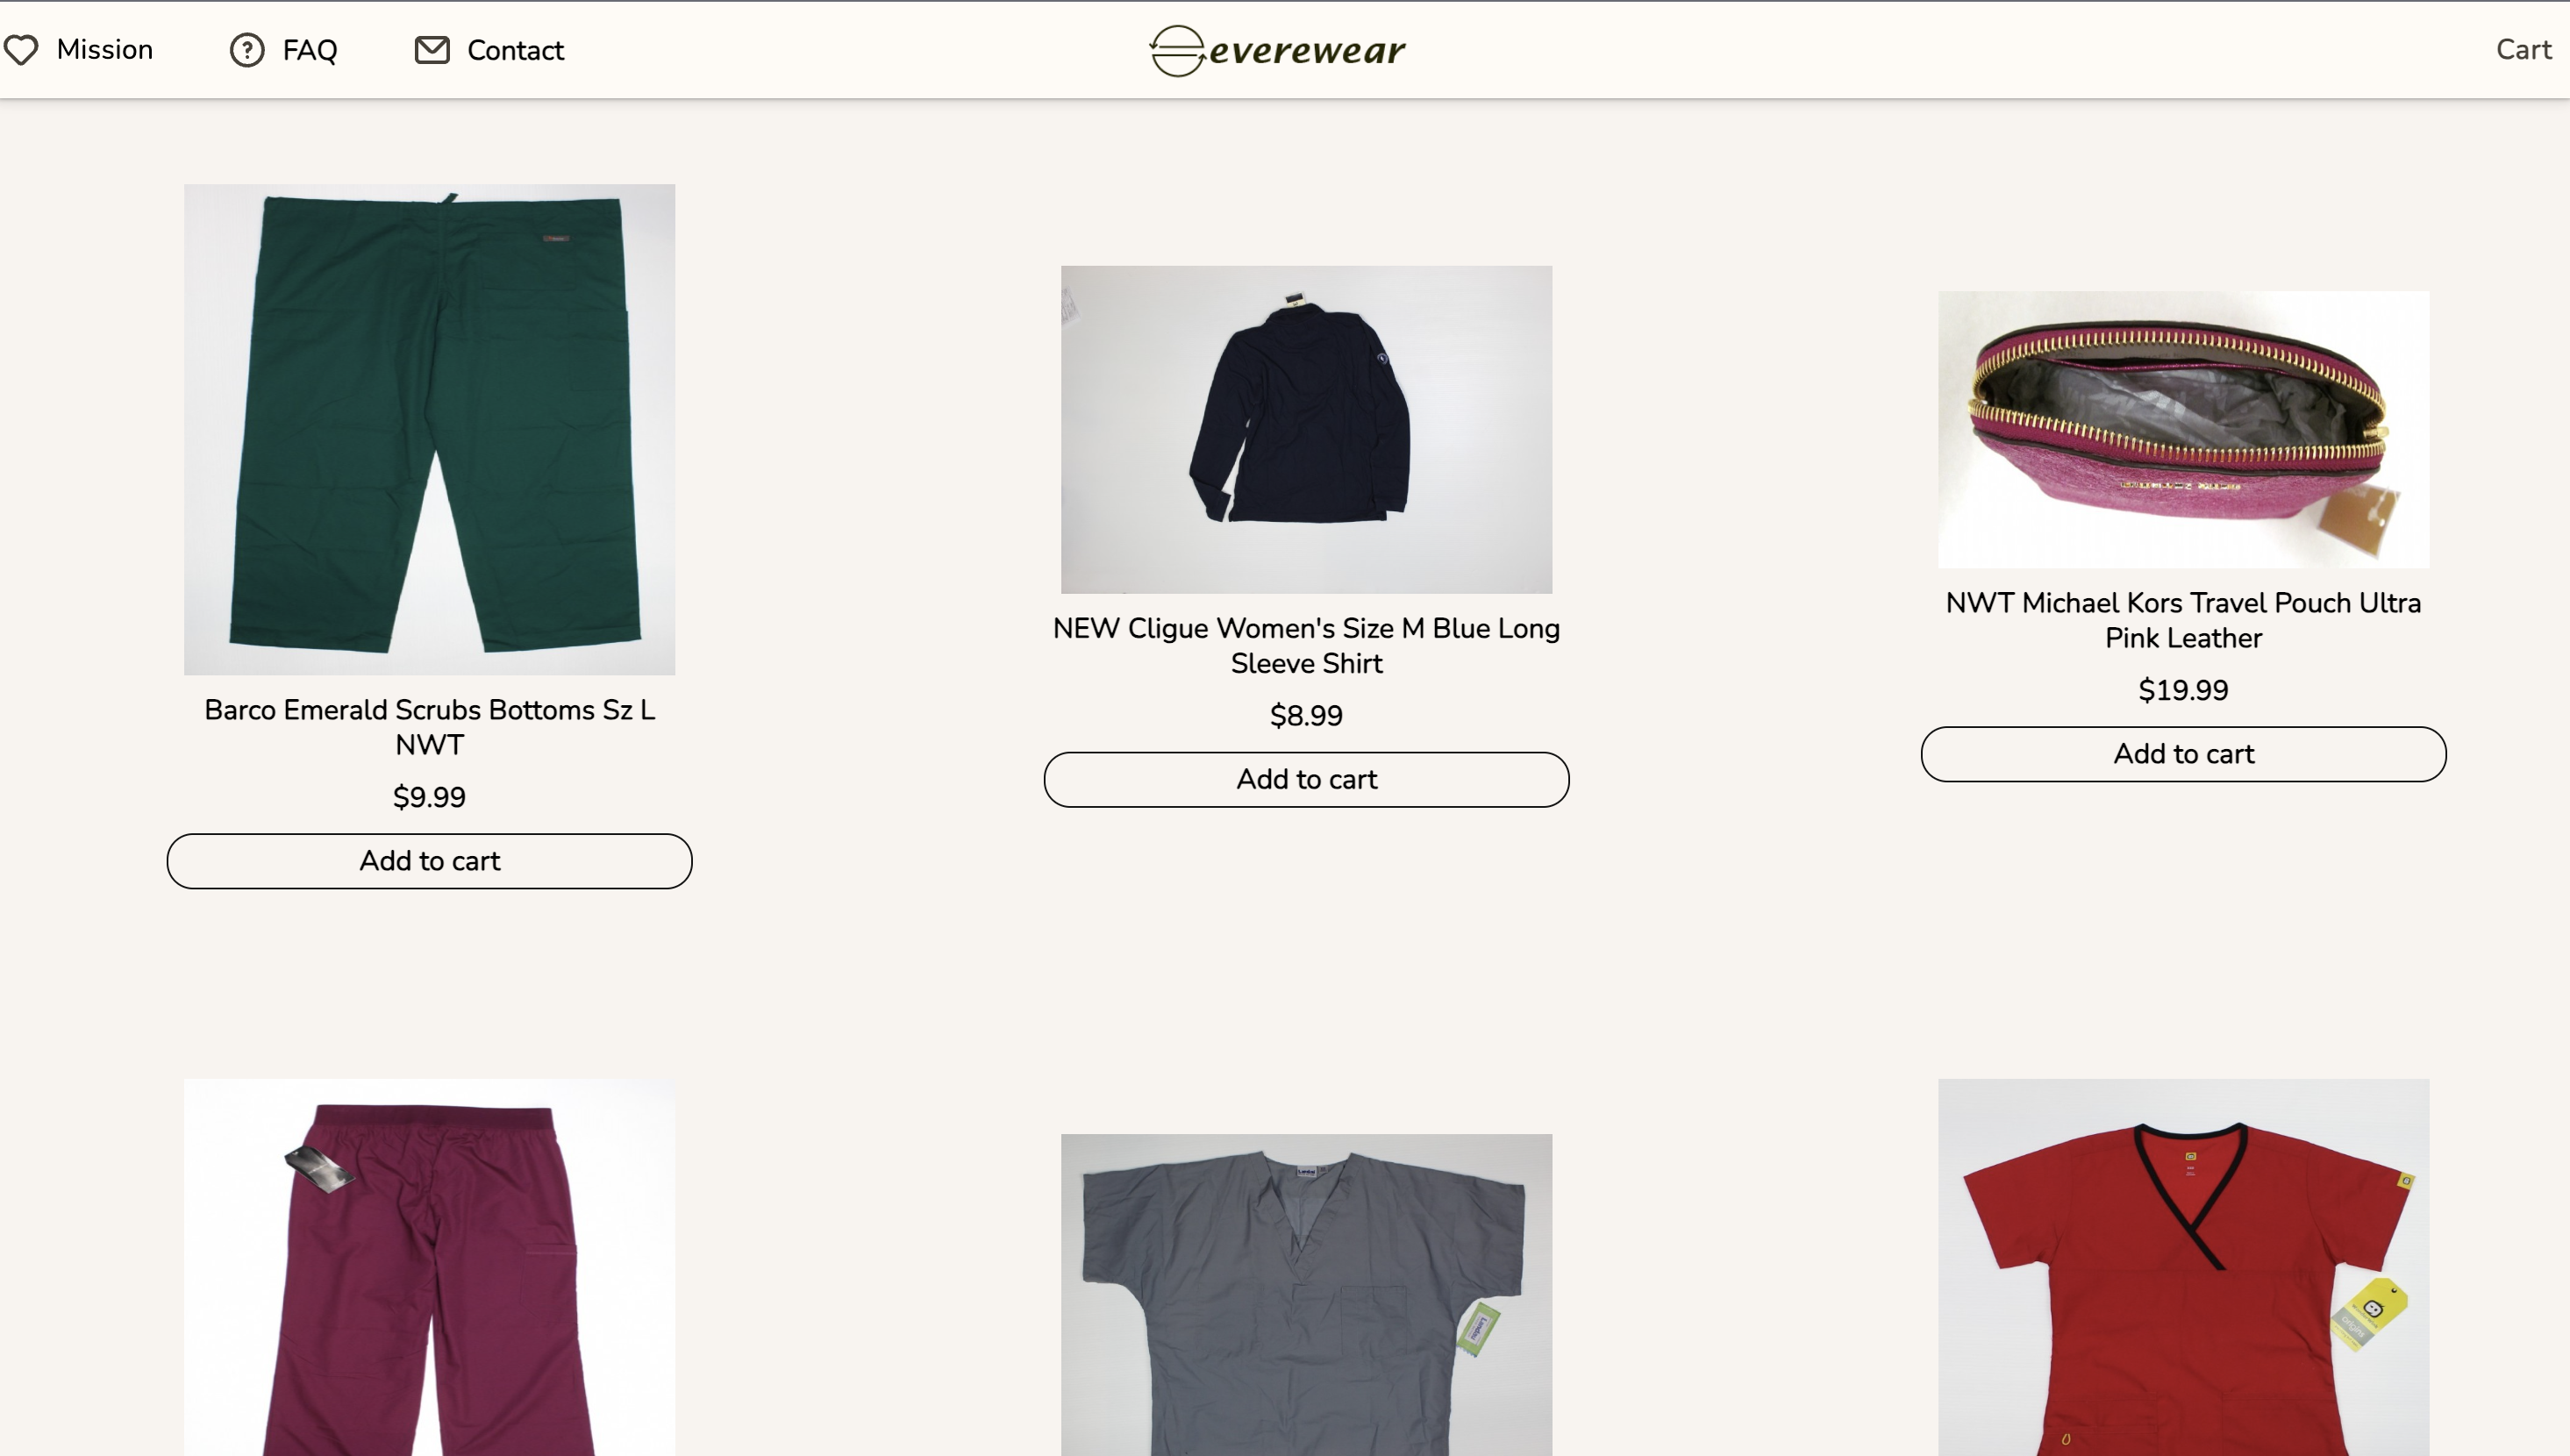 Mission
FAQ
Contact
everewear
Cart
Barco Emerald Scrubs Bottoms Sz L
NWT
$9.99
Add to cart
NEW Cligue Women's Size M Blue Long
Sleeve Shirt
$8.99
Add to cart
NWT Michael Kors Travel Pouch Ultra
Pink Leather
$19.99
Add to cart
Landau
origins